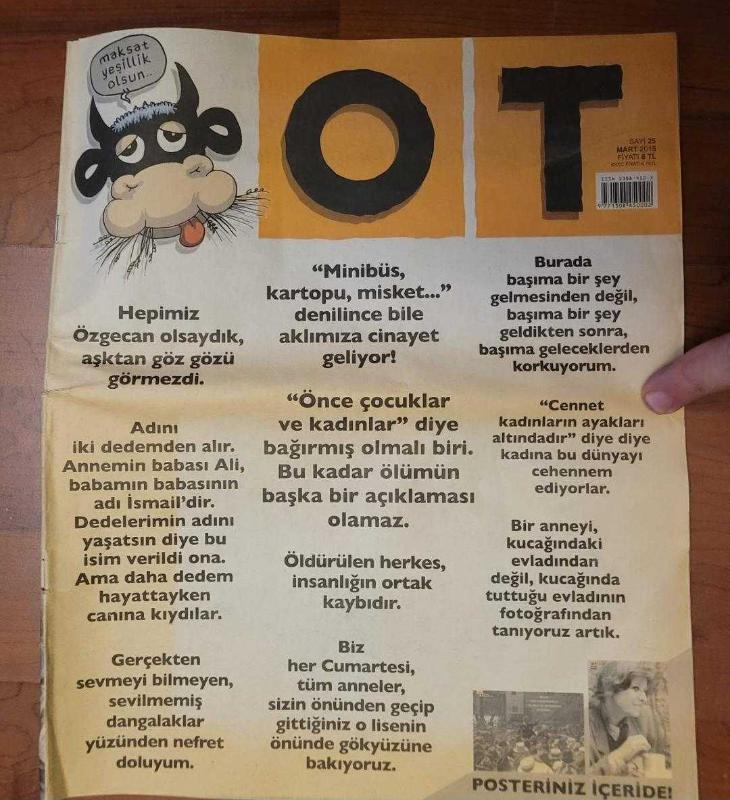 maksat
yeşillik
olsun..
OT
SAYI 25
MART 2015
FİYATI 8 TL
Hepimiz
Özgecan olsaydık,
aşktan göz gözü
görmezdi.
Adını
iki dedemden alır.
Annemin babası Ali,
babamın babasının
adı İsmail’dir.
Dedelerimin adını
yaşatsın diye bu
isim verildi ona.
Ama daha dedem
hayattayken
canına kıydılar.
Gerçekten
sevmeyi bilmeyen,
sevilmemiş
dangalaklar
yüzünden nefret
doluyum.
“Minibüs,
kartopu, misket...”
denilince bile
aklımıza cinayet
geliyor!
“Önce çocuklar
ve kadınlar” diye
bağırmış olmalı biri.
Bu kadar ölümün
başka bir açıklaması
olamaz.
Öldürülen herkes,
insanlığın ortak
kaybıdır.
Biz
her Cumartesi,
tüm anneler,
sizin önünden geçip
gittiğiniz o lisenin
önünde gökyüzüne
bakıyoruz.
Burada
başıma bir şey
gelmesinden değil,
başıma bir şey
geldikten sonra,
başıma geleceklerden
korkuyorum.
“Cennet
kadınların ayakları
altındadır” diye diye
kadına bu dünyayı
cehennem
ediyorlar.
Bir anneyi,
kucağındaki
evladından
değil, kucağında
tuttuğu evladının
fotoğrafından
tanıyoruz artık.
POSTERİNİZ İÇERİDE!